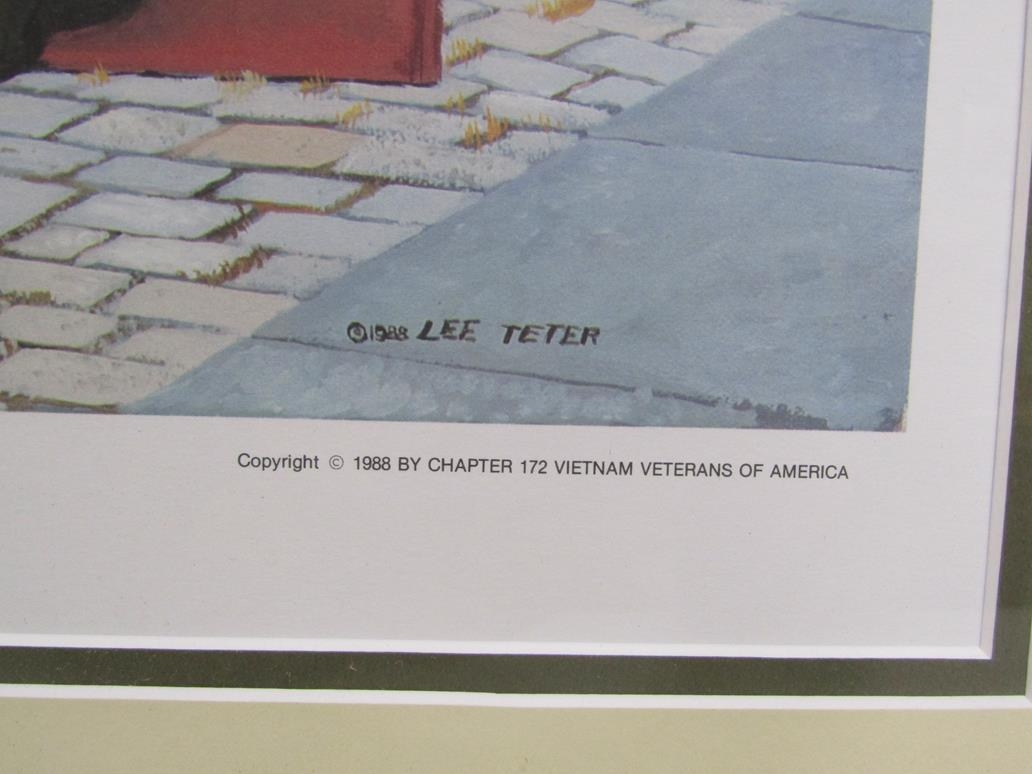 ©1988 LEE TETER
Copyright © 1988 BY CHAPTER 172 VIETNAM VETERANS OF AMERICA